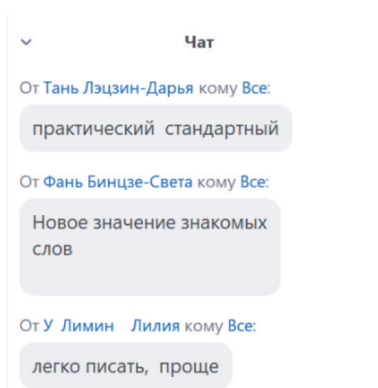 Чат
От Тань Лэцзин-Дарья кому Все:
практический стандартный
От Фань Бинцзе-Света кому Все:
Новое значение знакомых
слов
От У Лимин Лилия кому Все:
легко писать, проще